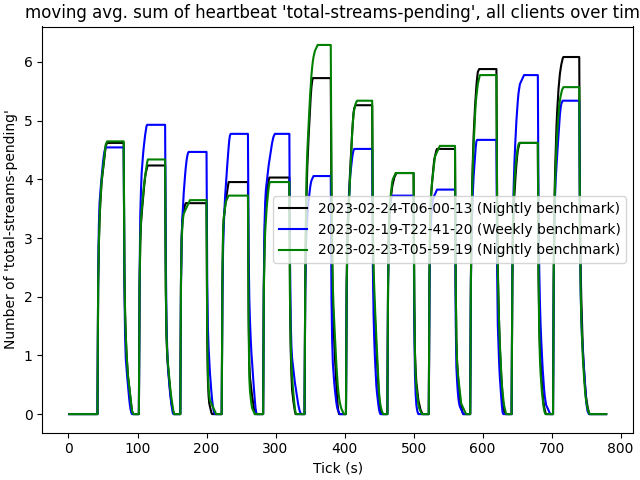 moving avg. sum of heartbeat 'total-streams-pending', all clients over tim
Number of 'total-streams-pending'
6
5
4
3
2
1
0
2023-02-24-T06-00-13 (Nightly benchmark)
2023-02-19-T22-41-20 (Weekly benchmark)
2023-02-23-T05-59-19 (Nightly benchmark)
0 100 200 300 400 500 600 700 800
Tick (s)